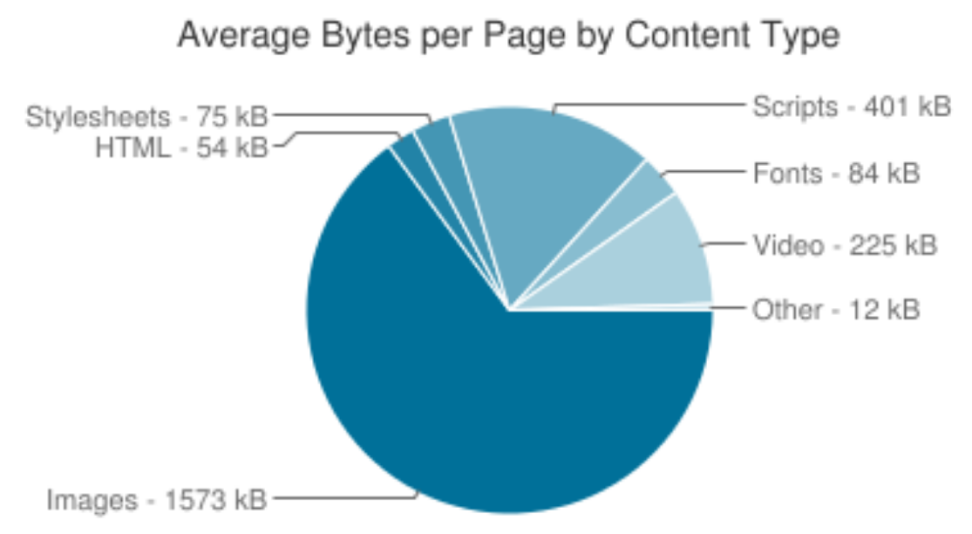 Average Bytes per Page by Content Type
Stylesheets - 75 kB
HTML - 54 kB
Scripts - 401 kB
Fonts - 84 kB
Video - 225 kB
Other - 12 kB
Images - 1573 kB